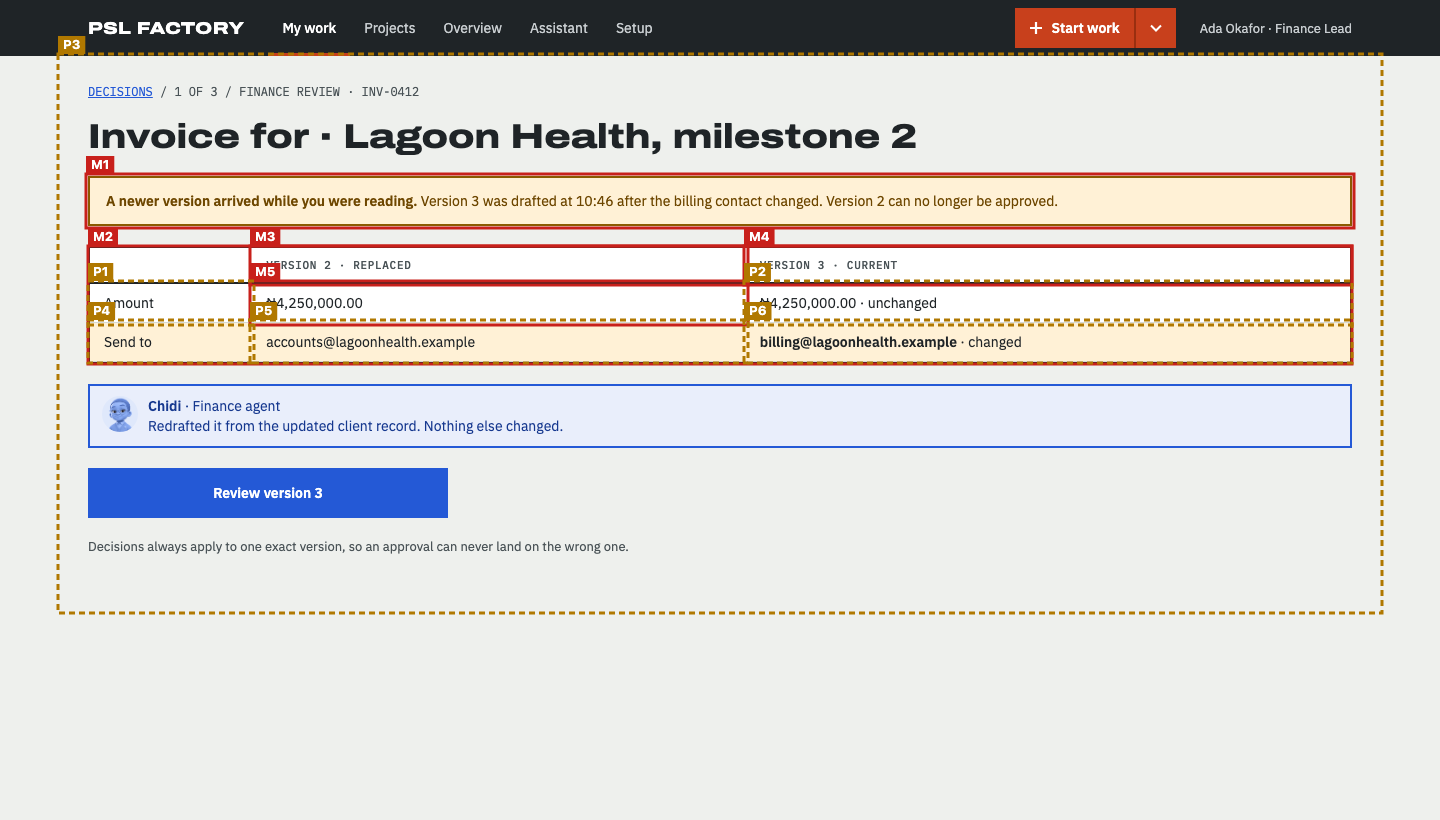 PSL FACTORY
My work
Projects
Overview
Assistant
Setup
Start work
Ada Okafor · Finance Lead
P3
DECISIONS / 1 OF 3 / FINANCE REVIEW · INV-0412
Invoice for · Lagoon Health, milestone 2
M1
A newer version arrived while you were reading. Version 3 was drafted at 10:46 after the billing contact changed. Version 2 can no longer be approved.
M2
M3
M4
VERSION 2 · REPLACED
VERSION 3 · CURRENT
P1
M5
P2
Amount
₦4,250,000.00
₦4,250,000.00 · unchanged
P4
P5
P6
Send to
accounts@lagoonhealth.example
billing@lagoonhealth.example · changed
Chidi · Finance agent
Redrafted it from the updated client record. Nothing else changed.
Review version 3
Decisions always apply to one exact version, so an approval can never land on the wrong one.